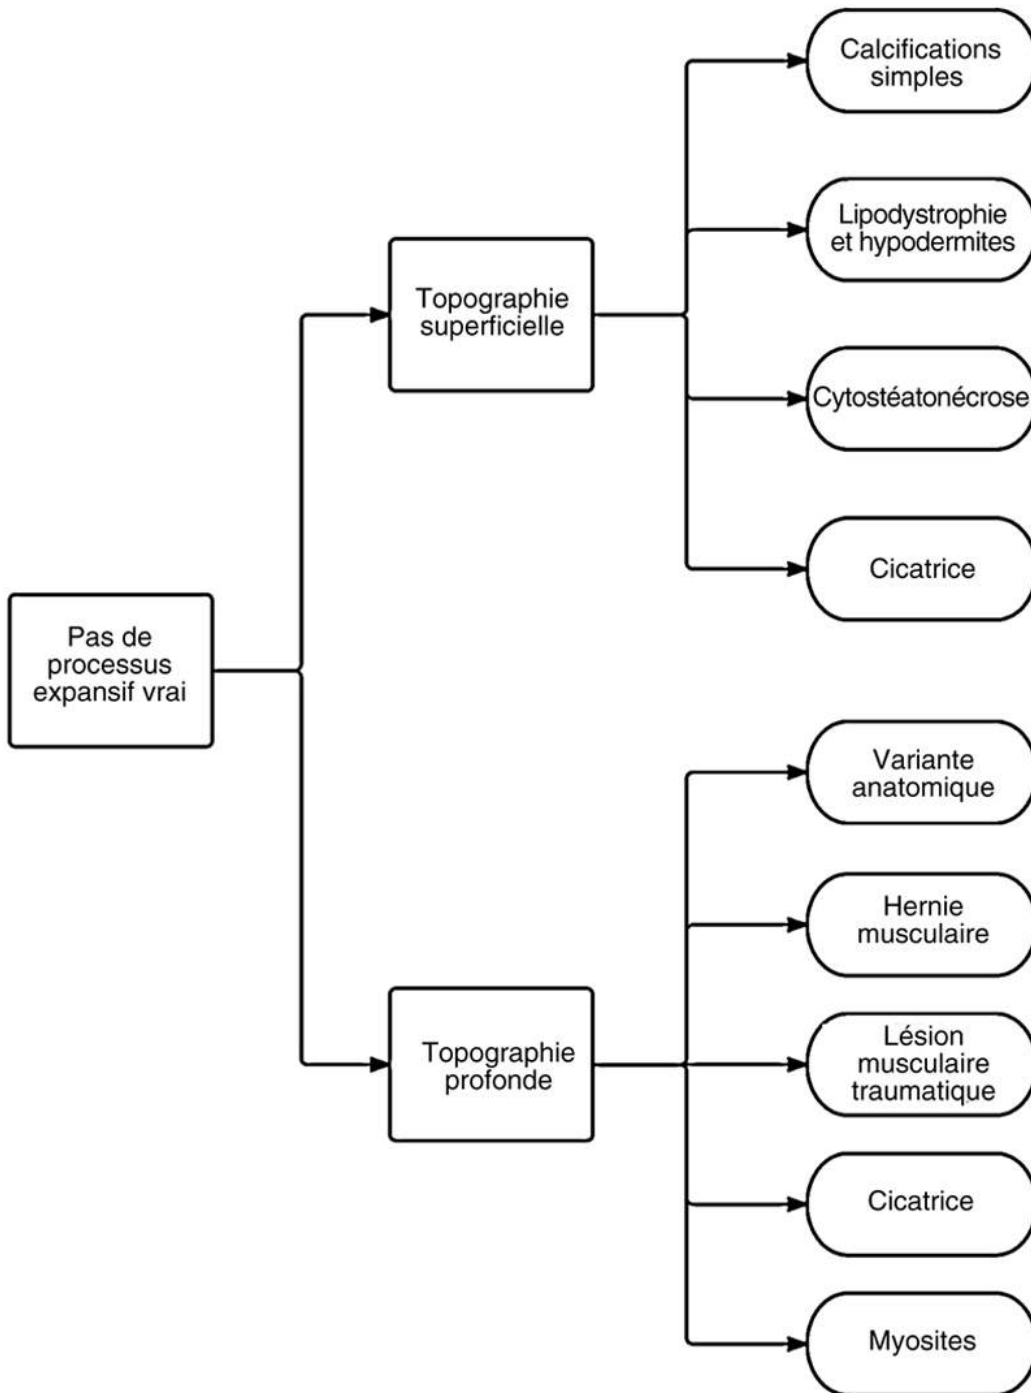 Pas de
processus
expansif vrai
Topographie
superficielle
Calcifications
simples
Lipodystrophie
et hypodermites
Cytostéatonécrose
Cicatrice
Topographie
profonde
Variante
anatomique
Hernie
musculaire
Lésion
musculaire
traumatique
Cicatrice
Myosites